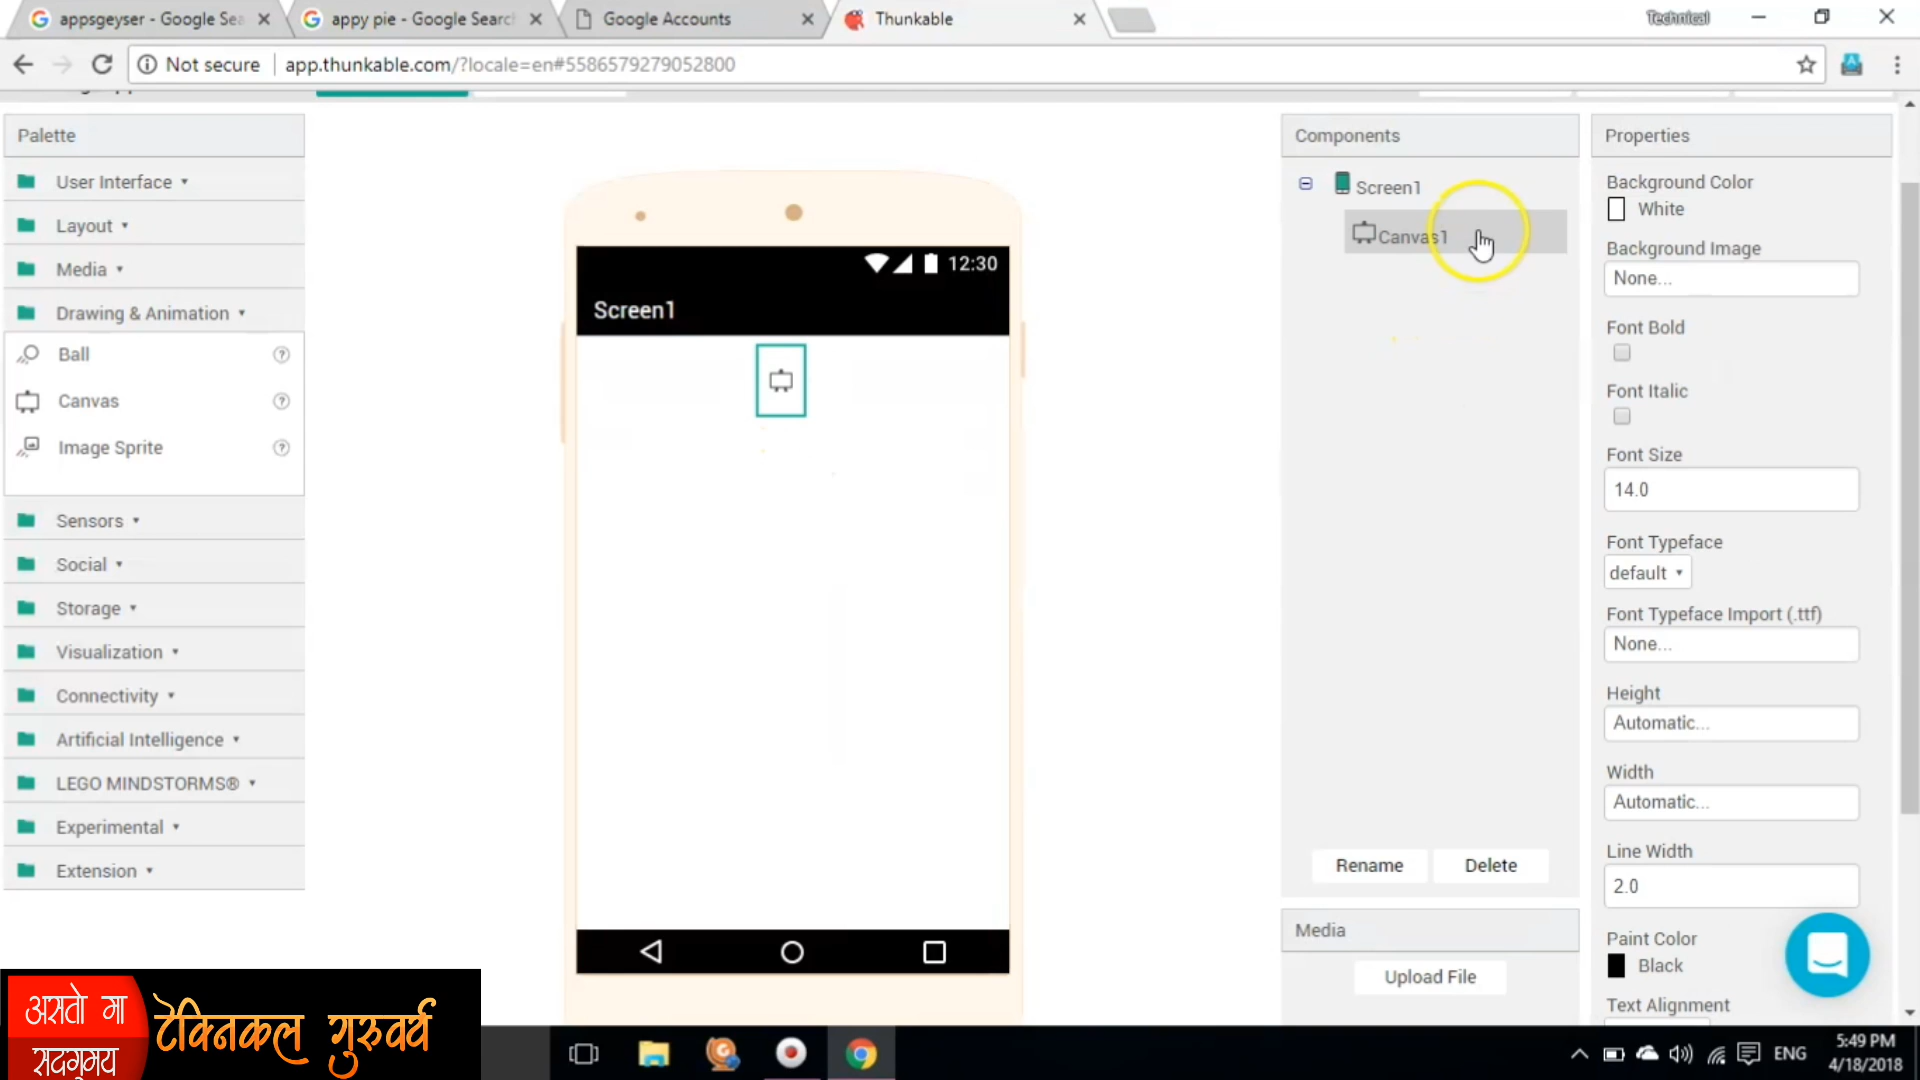 appsgeyser - Google Sea
appy pie - Google Search
Google Accounts
Thunkable
Technical
Not secure
app.thunkable.com/?locale=en#5586579279052800
Palette
User Interface
Layout
Media
Drawing & Animation
Ball
?
Canvas
?
Image Sprite
?
Sensors
Social
Storage
Visualization
Connectivity
Artificial Intelligence
LEGO MINDSTORMS®
Experimental
Extension
12:30
Screen1
Components
Screen1
Canvas1
Rename
Delete
Media
Upload File
Properties
Background Color
White
Background Image
None...
Font Bold
Font Italic
Font Size
14.0
Font Typeface
default
Font Typeface Import (.ttf)
None...
Height
Automatic...
Width
Automatic...
Line Width
2.0
Paint Color
Black
Text Alignment
असतो मा
सदगमय
टेक्निकल गुरुवर्य
ENG
5:49 PM
4/18/2018